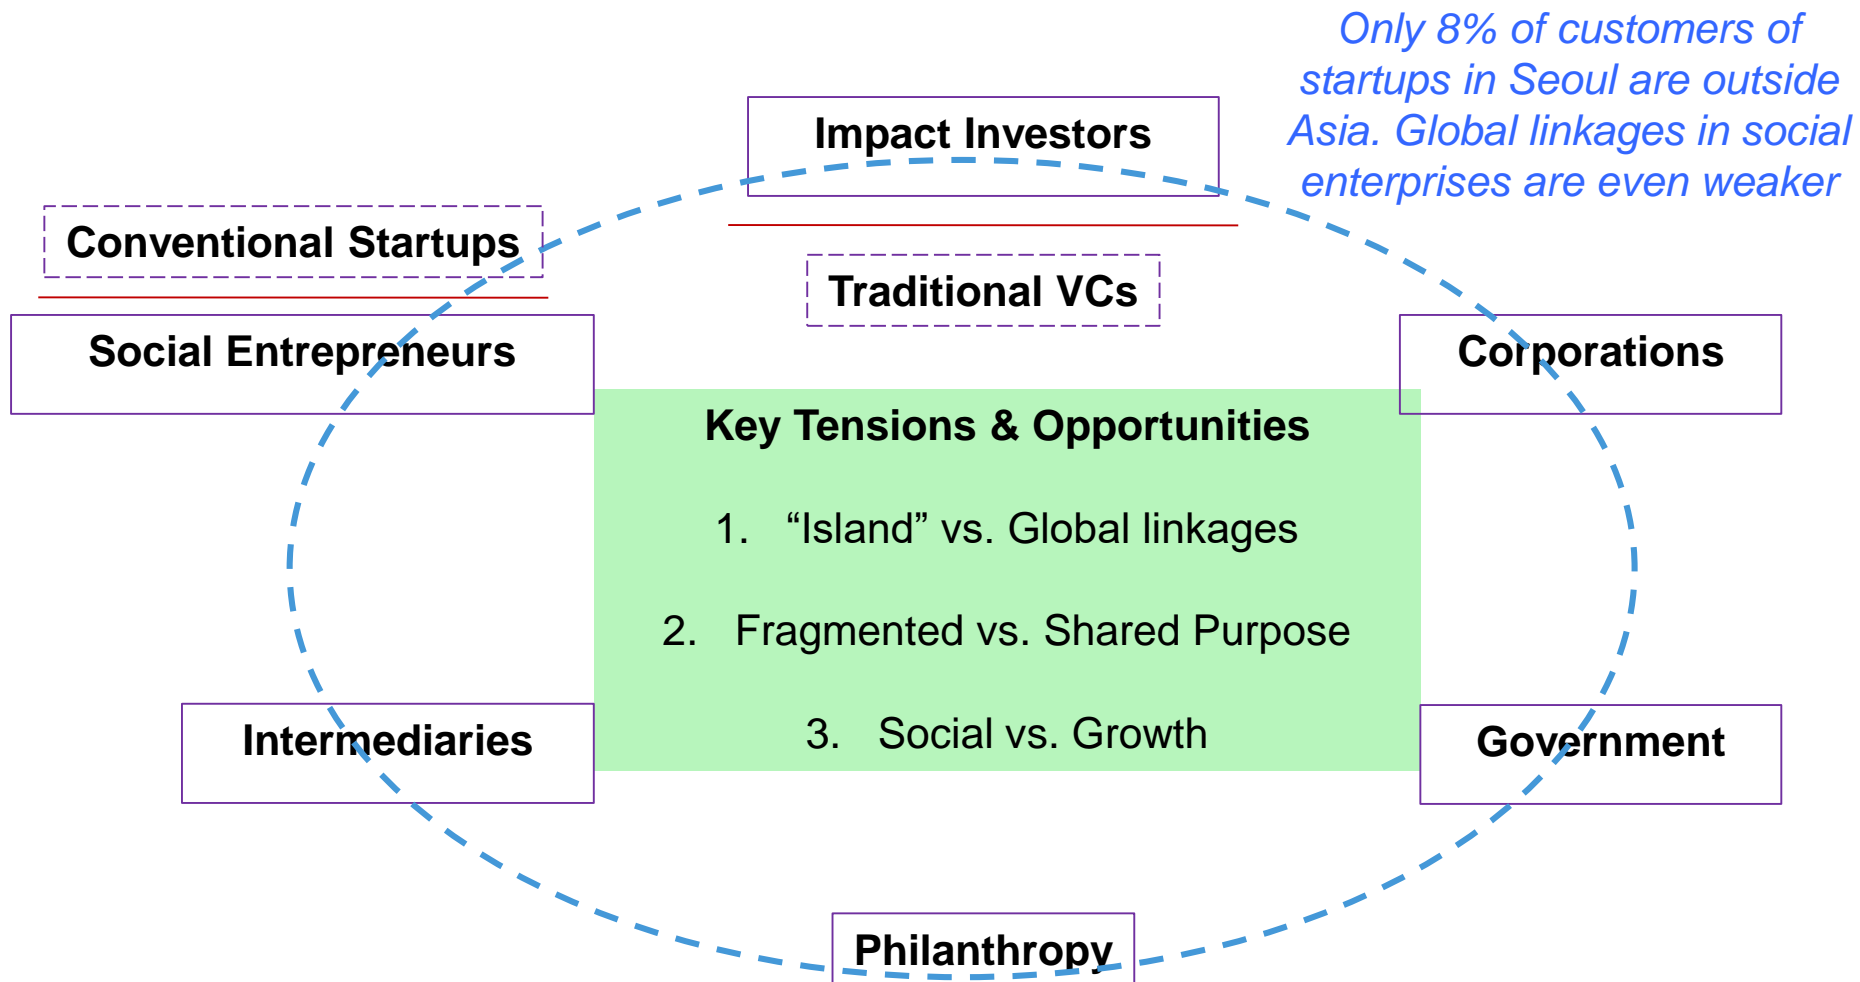 Only 8% of customers of
startups in Seoul are outside
Asia. Global linkages in social
enterprises are even weaker
Impact Investors
Conventional Startups
Traditional VCs
Social Entrepreneurs
Corporations
Key Tensions & Opportunities
1. “Island” vs. Global linkages
2. Fragmented vs. Shared Purpose
3. Social vs. Growth
Intermediaries
Government
Philanthropy